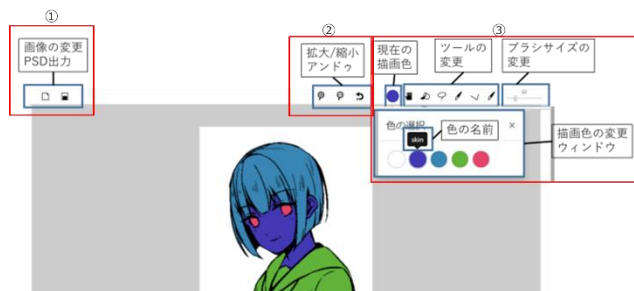 ①
②
③
画像の変更
PSD出力
拡大/縮小
アンドゥ
現在の
描画色
ツールの
変更
ブラシサイズの
変更
色の選択
×
色の名前
skin
描画色の変更
ウィンドウ